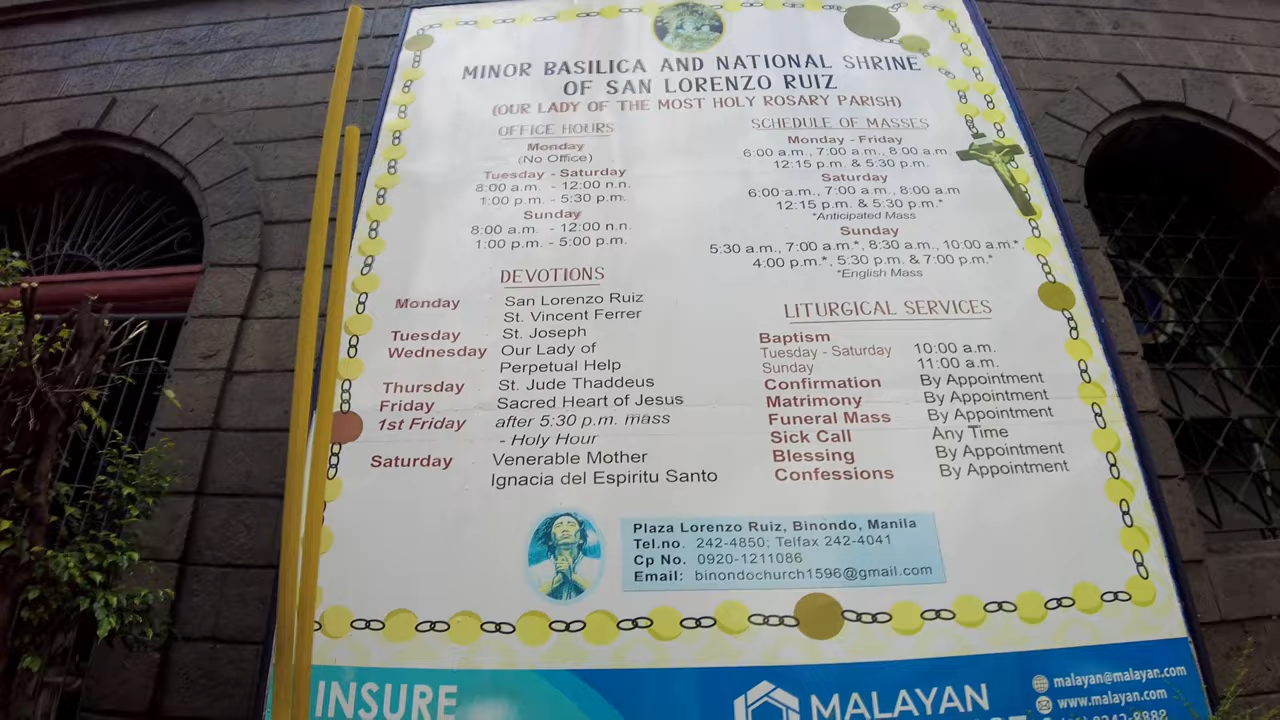 MINOR BASILICA AND NATIONAL SHRINE
OF SAN LORENZO RUIZ
(OUR LADY OF THE MOST HOLY ROSARY PARISH)
OFFICE HOURS
Monday
(No Office)
Tuesday - Saturday
8:00 a.m. - 12:00 n.n.
1:00 p.m. - 5:30 p.m.
Sunday
8:00 a.m. - 12:00 n.n.
1:00 p.m. - 5:00 p.m.
SCHEDULE OF MASSES
Monday - Friday
6:00 a.m., 7:00 a.m., 8:00 a.m.
12:15 p.m. & 5:30 p.m.
Saturday
6:00 a.m., 7:00 a.m., 8:00 a.m
12:15 p.m. & 5:30 p.m.*
*Anticipated Mass
Sunday
5:30 a.m., 7:00 a.m.*, 8:30 a.m., 10:00 a.m.*,
4:00 p.m.*, 5:30 p.m. & 7:00 p.m.*
*English Mass
DEVOTIONS
Monday San Lorenzo Ruiz
St. Vincent Ferrer
Tuesday St. Joseph
Wednesday Our Lady of
Perpetual Help
Thursday St. Jude Thaddeus
Friday Sacred Heart of Jesus
1st Friday after 5:30 p.m. mass
- Holy Hour
Saturday Venerable Mother
Ignacia del Espiritu Santo
LITURGICAL SERVICES
Baptism
Tuesday - Saturday 10:00 a.m.
Sunday 11:00 a.m.
Confirmation By Appointment
Matrimony By Appointment
Funeral Mass By Appointment
Sick Call Any Time
Blessing By Appointment
Confessions By Appointment
Plaza Lorenzo Ruiz, Binondo, Manila
Tel.no. 242-4850; Telfax 242-4041
Cp No. 0920-1211086
Email: binondochurch1596@gmail.com
INSURE
MALAYAN
malayan@malayan.com
www.malayan.com